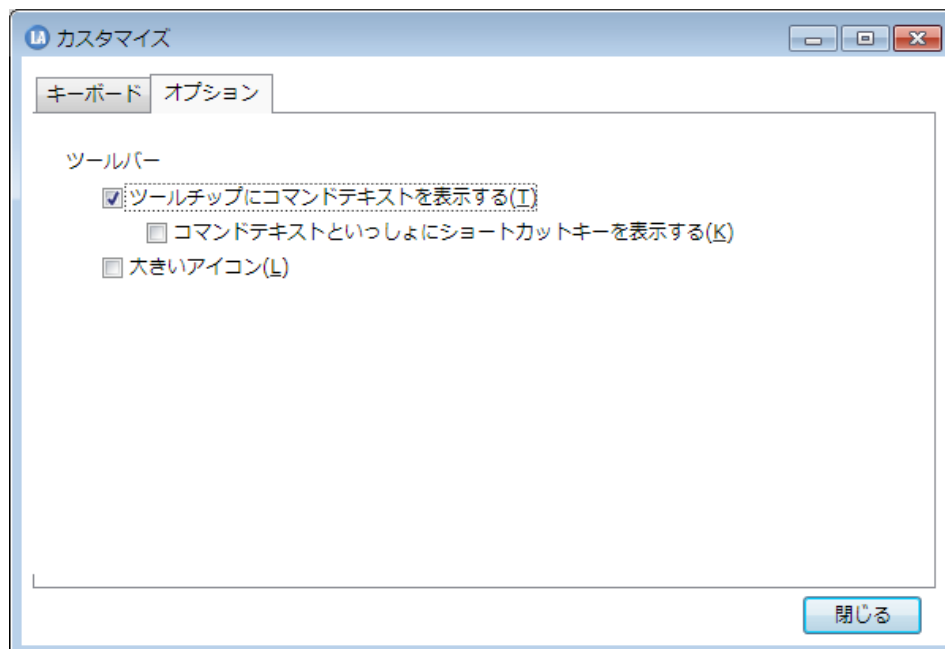 LA カスタマイズ
キーボード オプション
ツールバー
ツールチップにコマンドテキストを表示する(T)
コマンドテキストといっしょにショートカットキーを表示する(K)
大きいアイコン(L)
閉じる